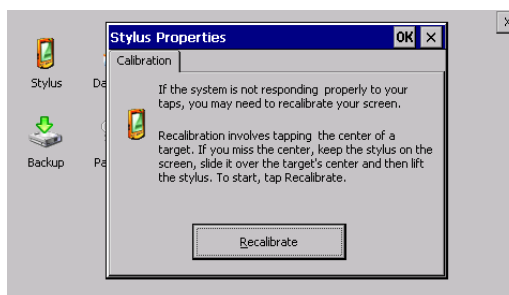 Stylus Properties OK ×
Calibration
If the system is not responding properly to your
taps, you may need to recalibrate your screen.
Recalibration involves tapping the center of a
target. If you miss the center, keep the stylus on the
screen, slide it over the target's center and then lift
the stylus. To start, tap Recalibrate.
Recalibrate
Stylus
Da
Backup
Pa